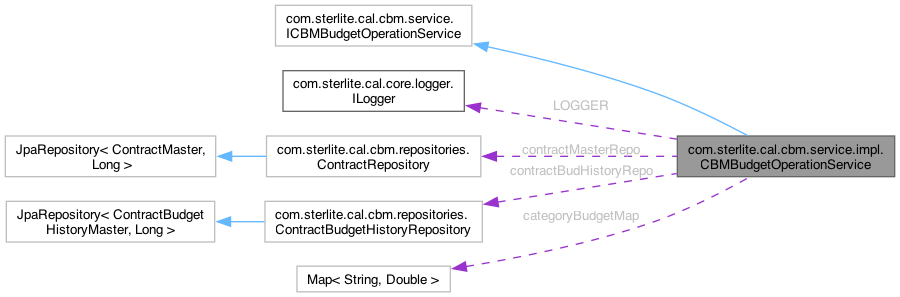 com.sterlite.cal.cbm.service.
ICBMBudgetOperationService
com.sterlite.cal.core.logger.
ILogger
LOGGER
JpaRepository< ContractMaster,
Long >
com.sterlite.cal.cbm.repositories.
ContractRepository
contractMasterRepo
com.sterlite.cal.cbm.service.impl.
CBMBudgetOperationService
contractBudHistoryRepo
JpaRepository< ContractBudget
HistoryMaster, Long >
com.sterlite.cal.cbm.repositories.
ContractBudgetHistoryRepository
categoryBudgetMap
Map< String, Double >